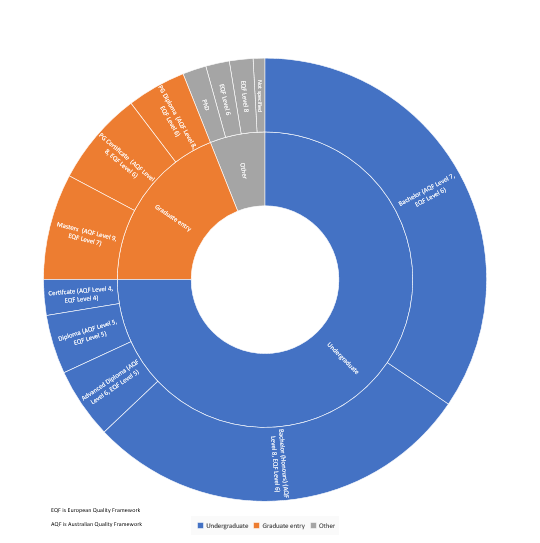 PhD
EQF Level 6
EQF Level 8
Not specified
PG Diploma (AQF Level 8,
EQF Level 6)
PG Certificate (AQF Level
8, EQF Level 6)
Other
Bachelor (AQF Level 7,
EQF Level 6)
Graduate entry
Masters (AQF Level 9,
EQF Level 7)
Certifcate (AQF Level 4,
EQF Level 4)
Diploma (AQF Level 5,
EQF Level 5)
Undergraduate
Advanced Diploma (AQF
Level 6, EQF Level 5)
Bachelor (Honours) (AQF
Level 8, EQF Level 6)
EQF is European Quality Framework
AQF is Australian Quality Framework
Undergraduate Graduate entry Other